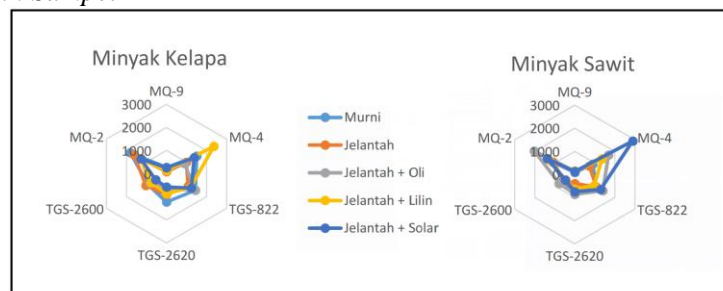 Minyak Kelapa
MQ-9
3000
2000
1000
0
MQ-2
MQ-4
TGS-2600
TGS-822
TGS-2620
Murni
Jelantah
Jelantah + Oli
Jelantah + Lilin
Jelantah + Solar
Minyak Sawit
MQ-9
3000
2000
1000
0
MQ-2
MQ-4
TGS-2600
TGS-822
TGS-2620